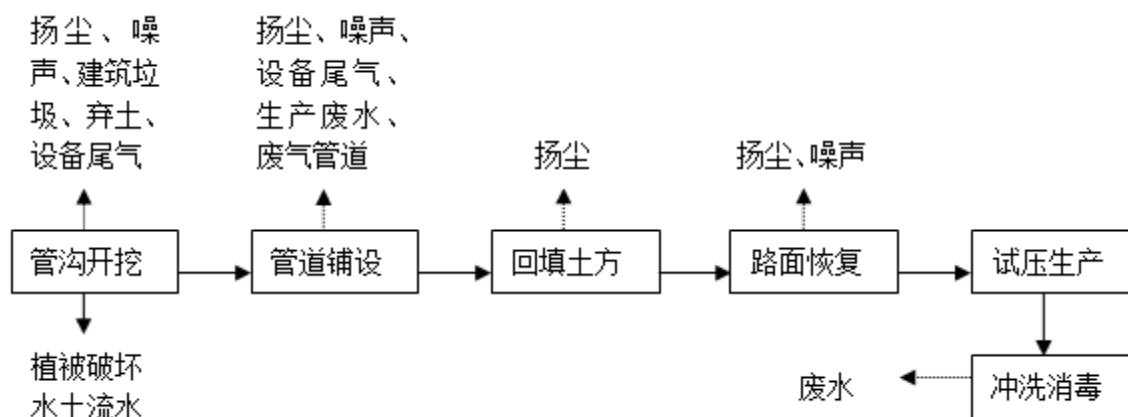 扬尘、噪
声、建筑垃
圾、弃土、
设备尾气
扬尘、噪声、
设备尾气、
生产废水、
废气管道
扬尘
扬尘、噪声
管沟开挖
管道铺设
回填土方
路面恢复
试压生产
植被破坏
水土流水
废水
冲洗消毒